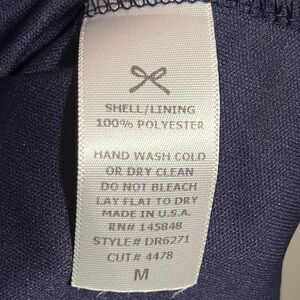 SHELL/LINING
100% POLYESTER
HAND WASH COLD
OR DRY CLEAN
DO NOT BLEACH
LAY FLAT TO DRY
MADE IN U.S.A.
RN# 145848
STYLE# DR6271
CUT# 4478
M